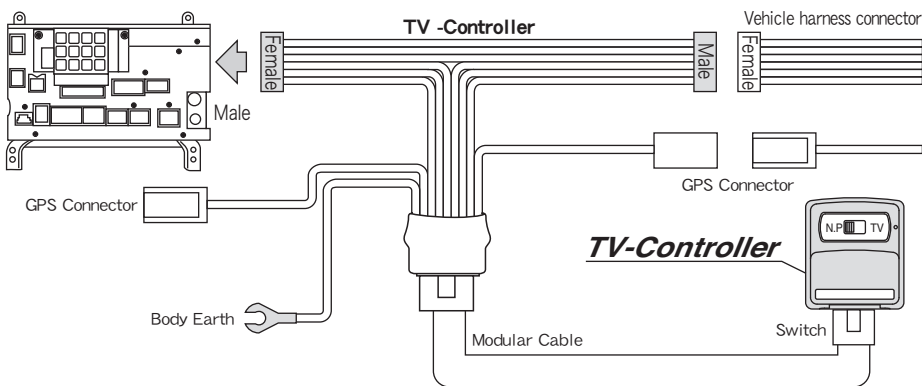 TV -Controller
Vehicle harness connector
Female
Male
Female
Male
GPS Connector
GPS Connector
N.P TV
TV-Controller
Body Earth
Modular Cable
Switch